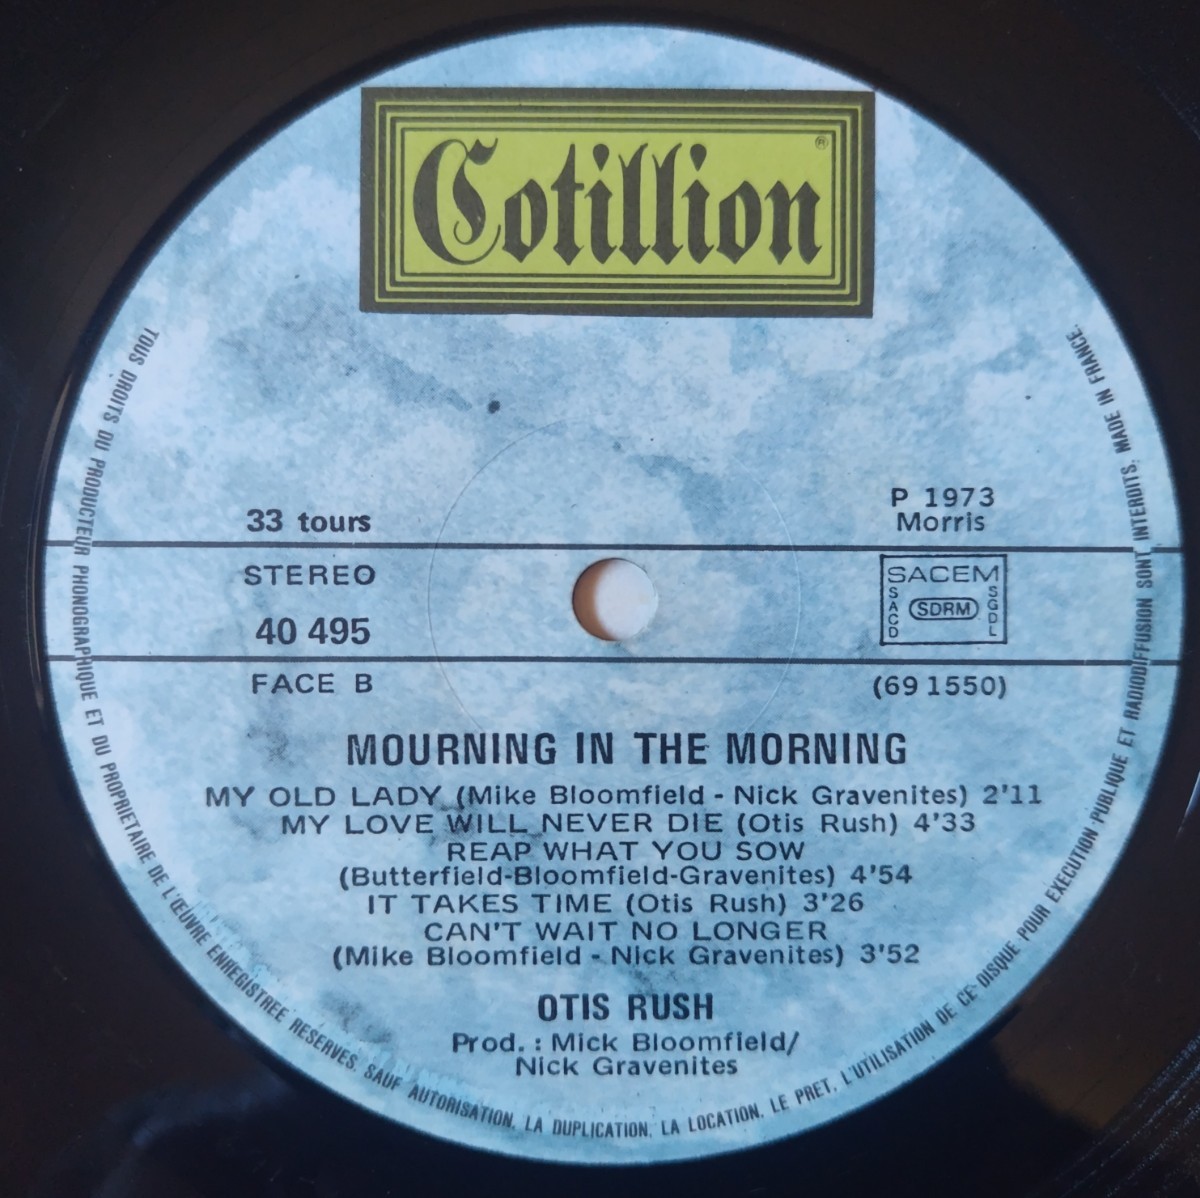 Cotillion ®
33 tours
P 1973
Morris
STEREO
40 495
SACEM
SACD
SDRM
SGDL
FACE B
(69 1550)
MOURNING IN THE MORNING
MY OLD LADY (Mike Bloomfield - Nick Gravenites) 2'11
MY LOVE WILL NEVER DIE (Otis Rush) 4'33
REAP WHAT YOU SOW
(Butterfield-Bloomfield-Gravenites) 4'54
IT TAKES TIME (Otis Rush) 3'26
CAN'T WAIT NO LONGER
(Mike Bloomfield - Nick Gravenites) 3'52
OTIS RUSH
Prod. : Mick Bloomfield/
Nick Gravenites
TOUS DROITS DU PRODUCTEUR PHONOGRAPHIQUE ET DU PROPRIETAIRE DE L'ŒUVRE ENREGISTREE RESERVES. SAUF AUTORISATION, LA DUPLICATION, LA LOCATION, LE PRET, L'UTILISATION DE CE DISQUE POUR EXECUTION PUBLIQUE ET RADIODIFFUSION SONT INTERDITS. MADE IN FRANCE.